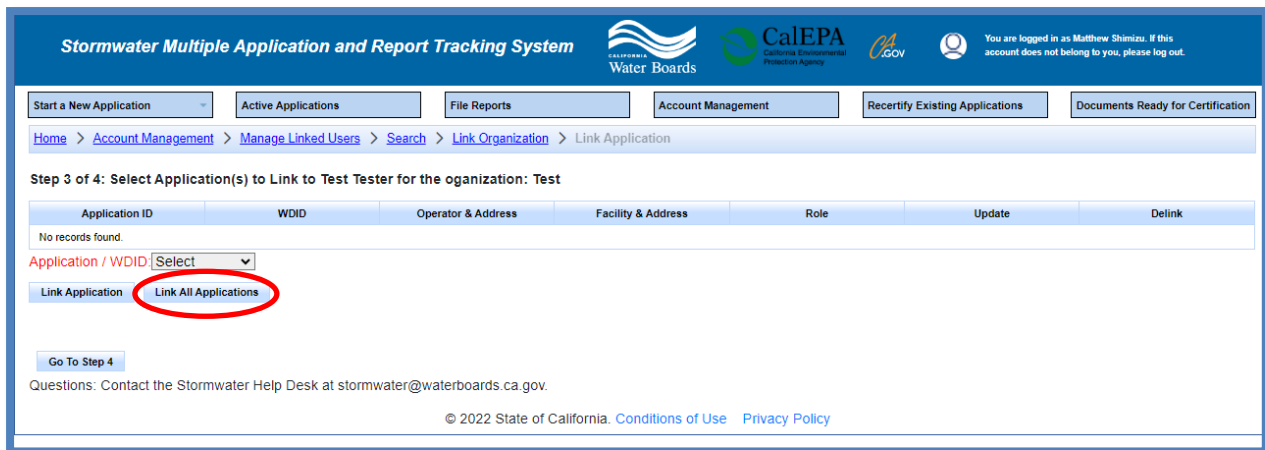 Stormwater Multiple Application and Report Tracking System
CALIFORNIA
Water Boards
CalEPA
California Environmental
Protection Agency
CA.GOV
You are logged in as Matthew Shimizu. If this
account does not belong to you, please log out.
Start a New Application Active Applications File Reports Account Management Recertify Existing Applications Documents Ready for Certification
Home > Account Management > Manage Linked Users > Search > Link Organization > Link Application
Step 3 of 4: Select Application(s) to Link to Test Tester for the oganization: Test
Application ID WDID Operator & Address Facility & Address Role Update Delink
No records found.
Application / WDID: Select
Link Application Link All Applications
Go To Step 4
Questions: Contact the Stormwater Help Desk at stormwater@waterboards.ca.gov.
© 2022 State of California. Conditions of Use Privacy Policy